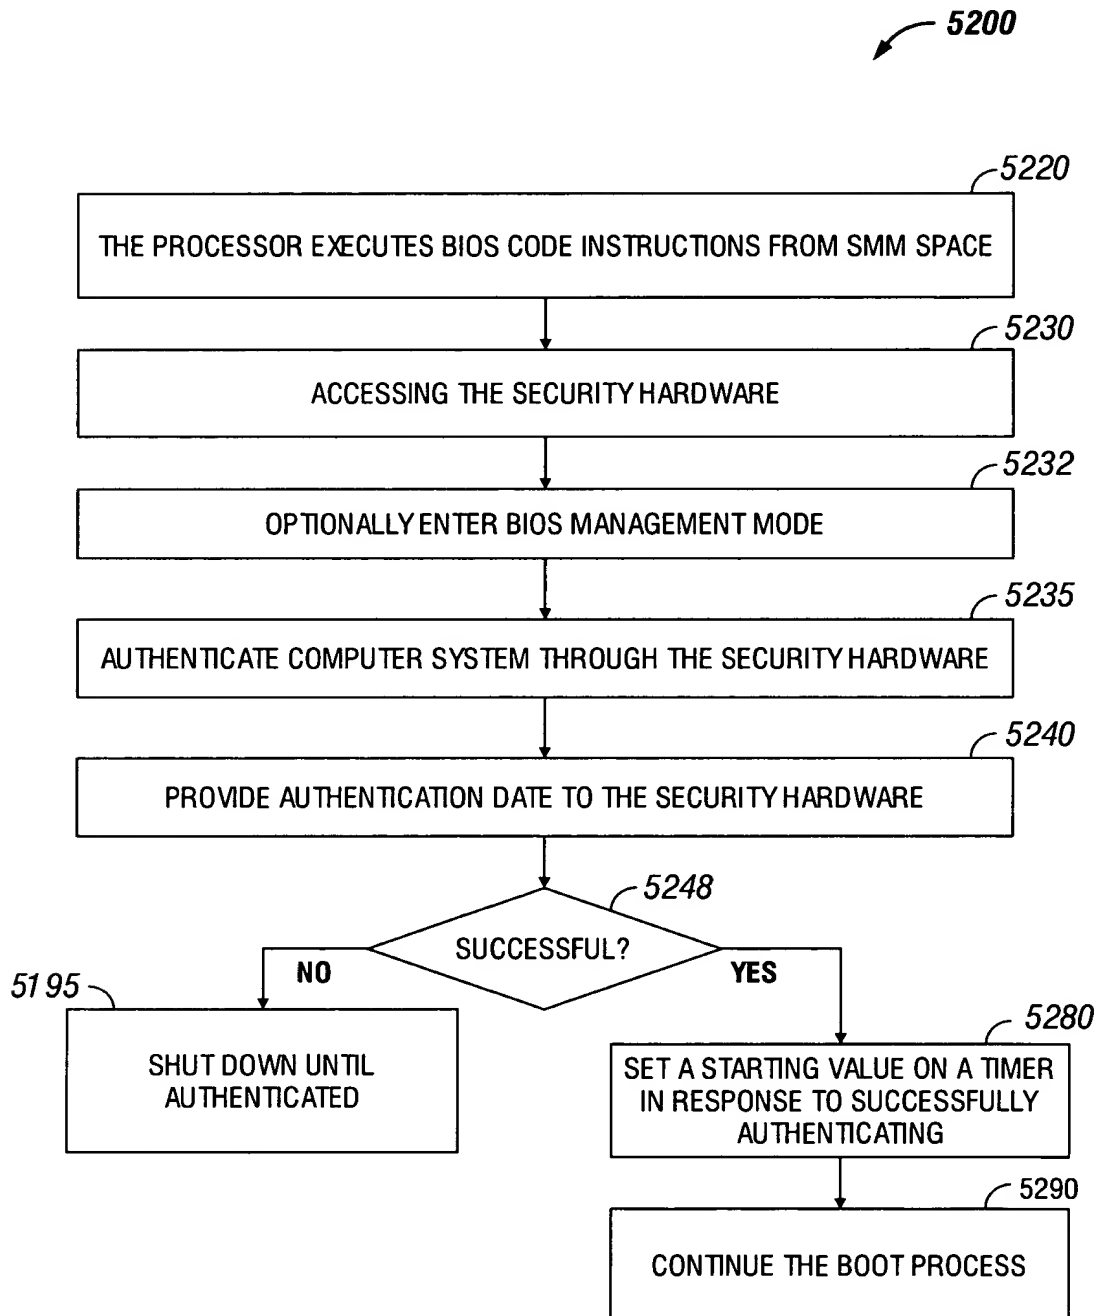 5200
5220
THE PROCESSOR EXECUTES BIOS CODE INSTRUCTIONS FROM SMM SPACE
5230
ACCESSING THE SECURITY HARDWARE
5232
OPTIONALLY ENTER BIOS MANAGEMENT MODE
5235
AUTHENTICATE COMPUTER SYSTEM THROUGH THE SECURITY HARDWARE
5240
PROVIDE AUTHENTICATION DATE TO THE SECURITY HARDWARE
5248
SUCCESSFUL?
NO
YES
5195
SHUT DOWN UNTIL
AUTHENTICATED
5280
SET A STARTING VALUE ON A TIMER
IN RESPONSE TO SUCCESSFULLY
AUTHENTICATING
5290
CONTINUE THE BOOT PROCESS